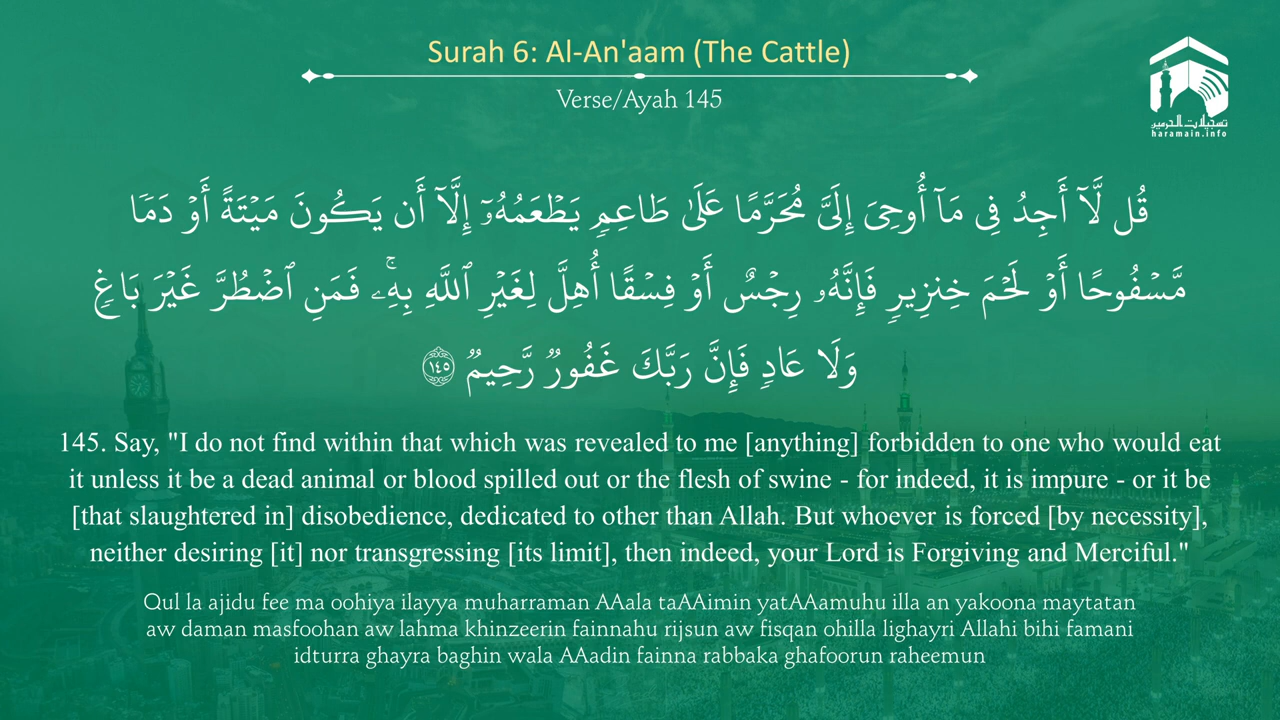 Surah 6: Al-An'aam (The Cattle)
Verse/Ayah 145
تسجيلات الحرمين
haramain.info
قُل لَّآ أَجِدُ فِى مَآ أُوحِىَ إِلَىَّ مُحَرَّمًا عَلَىٰ طَاعِمٍ يَطْعَمُهُۥٓ إِلَّآ أَن يَكُونَ مَيْتَةً أَوْ دَمًا
مَّسْفُوحًا أَوْ لَحْمَ خِنزِيرٍ فَإِنَّهُۥ رِجْسٌ أَوْ فِسْقًا أُهِلَّ لِغَيْرِ ٱللَّهِ بِهِۦ ۚ فَمَنِ ٱضْطُرَّ غَيْرَ بَاغٍ
وَلَا عَادٍ فَإِنَّ رَبَّكَ غَفُورٌ رَّحِيمٌ ١٤٥
145. Say, "I do not find within that which was revealed to me [anything] forbidden to one who would eat
it unless it be a dead animal or blood spilled out or the flesh of swine - for indeed, it is impure - or it be
[that slaughtered in] disobedience, dedicated to other than Allah. But whoever is forced [by necessity],
neither desiring [it] nor transgressing [its limit], then indeed, your Lord is Forgiving and Merciful."
Qul la ajidu fee ma oohiya ilayya muharraman AAala taAAimin yatAAamuhu illa an yakoona maytatan
aw daman masfoohan aw lahma khinzeerin fainnahu rijsun aw fisqan ohilla lighayri Allahi bihi famani
idturra ghayra baghin wala AAadin fainna rabbaka ghafoorun raheemun